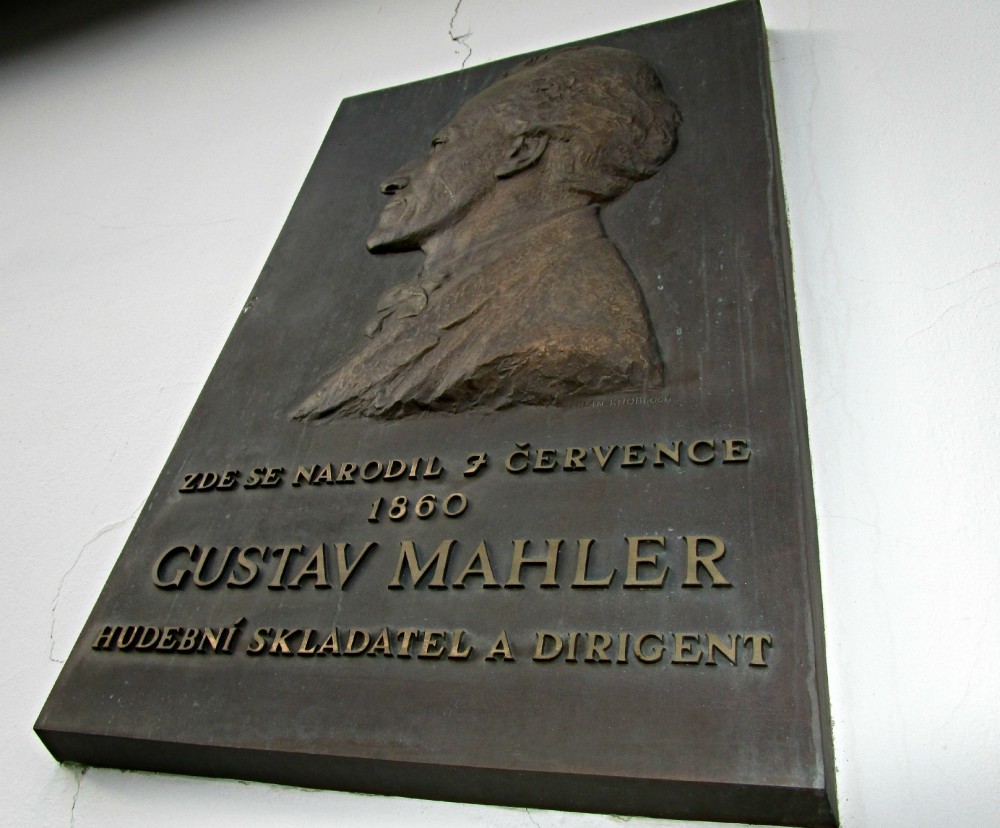 ZDE SE NARODIL 7 ČERVENCE
1860
GUSTAV MAHLER
HUDEBNÍ SKLADATEL A DIRIGENT